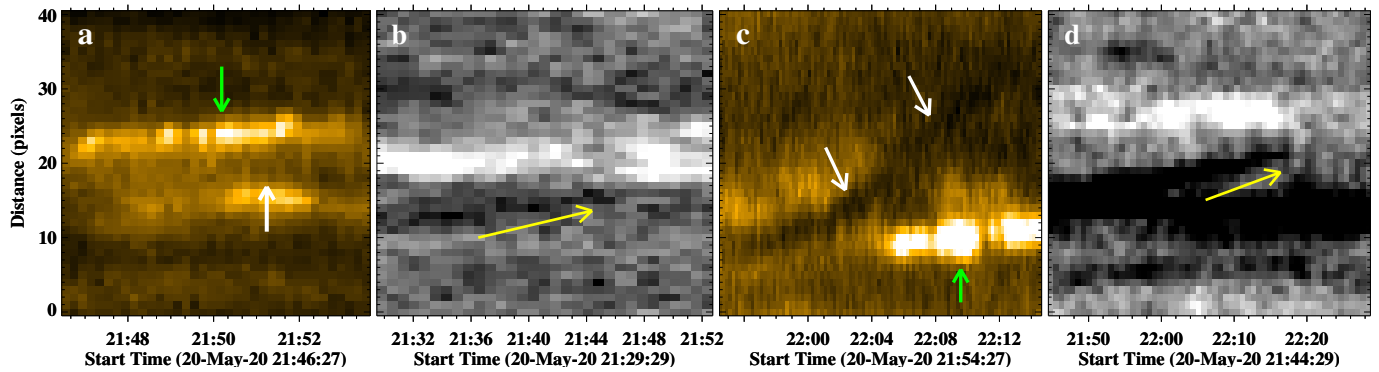 a b c d
40
30
20
10
0
Distance (pixels)
21:48 21:50 21:52 21:32 21:36 21:40 21:44 21:48 21:52 22:00 22:04 22:08 22:12 21:50 22:00 22:10 22:20
Start Time (20-May-20 21:46:27) Start Time (20-May-20 21:29:29) Start Time (20-May-20 21:54:27) Start Time (20-May-20 21:44:29)